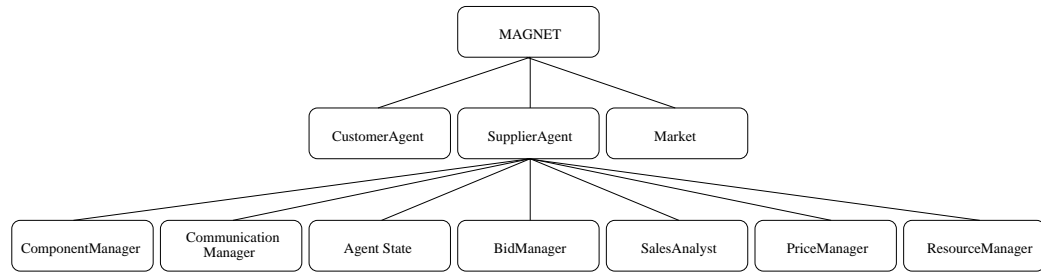 MAGNET
CustomerAgent
SupplierAgent
Market
ComponentManager
Communication
Manager
Agent State
BidManager
SalesAnalyst
PriceManager
ResourceManager